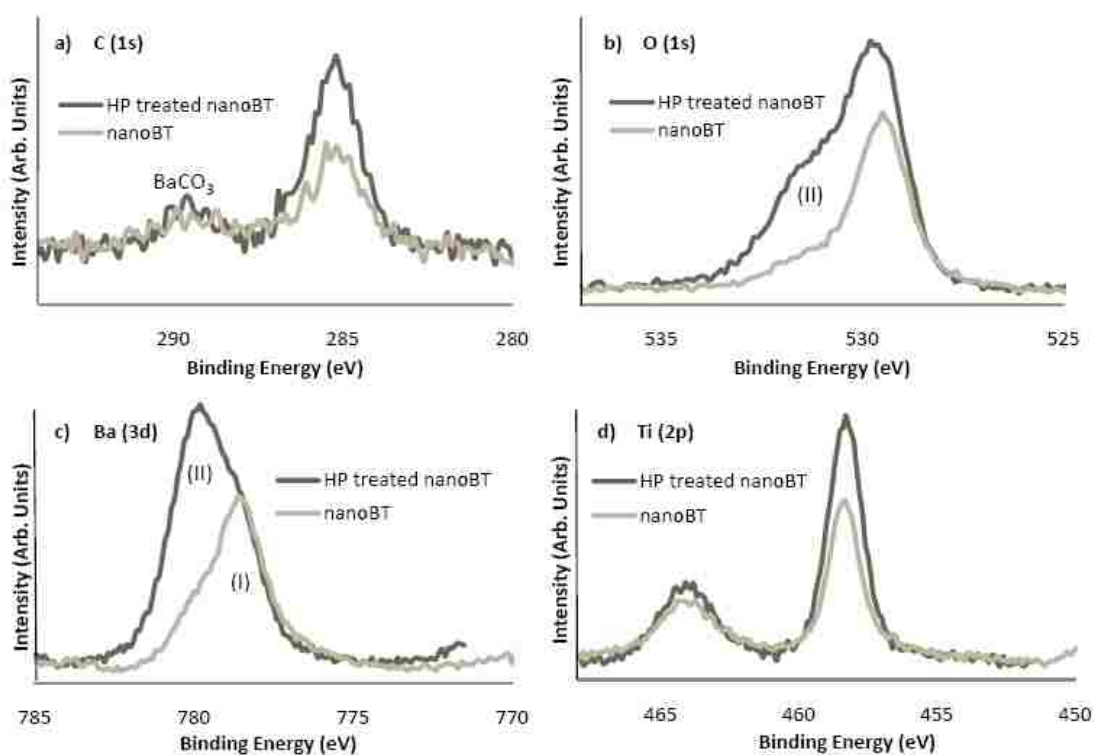 a) C (1s)
HP treated nanoBT
nanoBT
BaCO₃
Intensity (Arb. Units)
290 285 280
Binding Energy (eV)
b) O (1s)
HP treated nanoBT
nanoBT
(II)
Intensity (Arb. Units)
535 530 525
Binding Energy (eV)
c) Ba (3d)
(II)
HP treated nanoBT
nanoBT
(I)
Intensity (Arb. Units)
785 780 775 770
Binding Energy (eV)
d) Ti (2p)
HP treated nanoBT
nanoBT
Intensity (Arb. Units)
465 460 455 450
Binding Energy (eV)